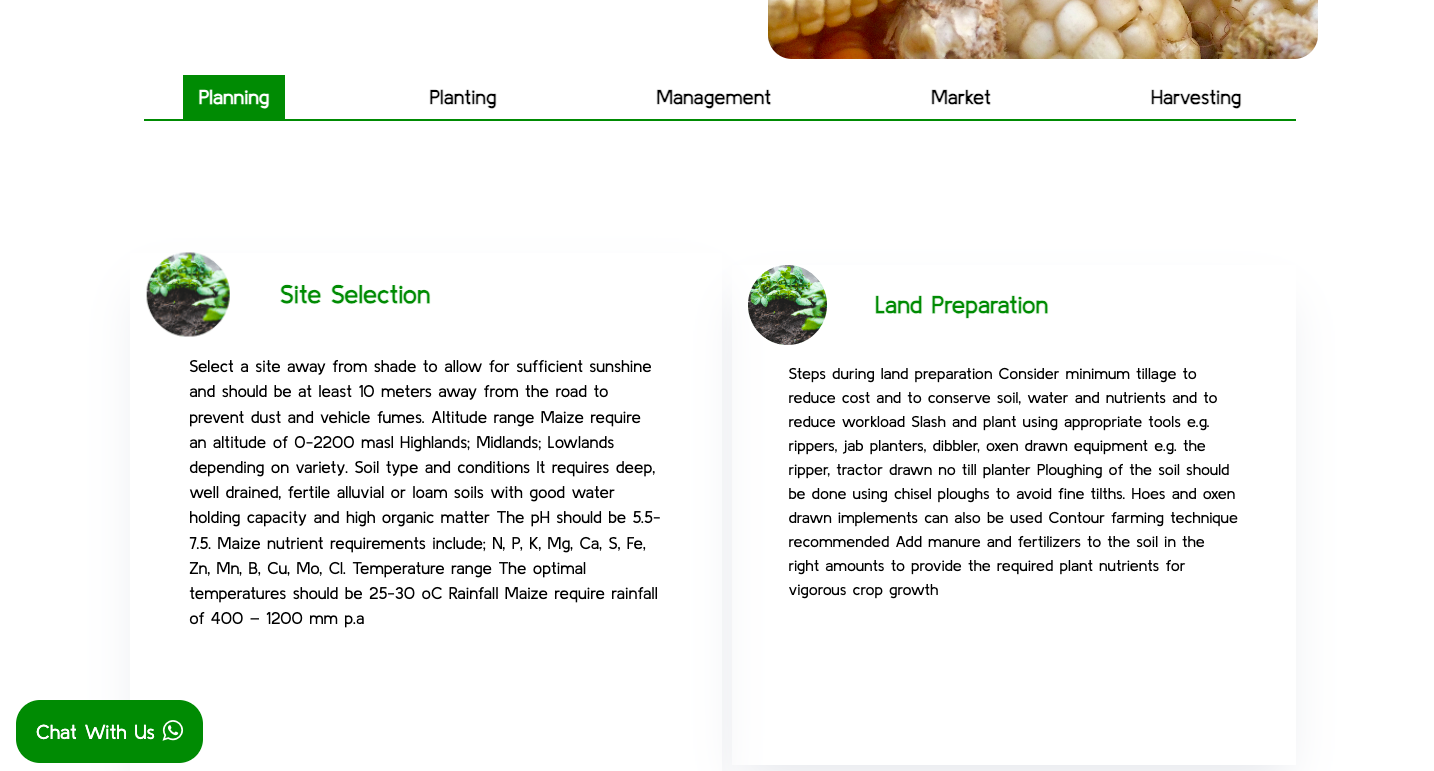 Planning
Planting
Management
Market
Harvesting
Site Selection
Select a site away from shade to allow for sufficient sunshine
and should be at least 10 meters away from the road to
prevent dust and vehicle fumes. Altitude range Maize require
an altitude of 0-2200 masl Highlands; Midlands; Lowlands
depending on variety. Soil type and conditions It requires deep,
well drained, fertile alluvial or loam soils with good water
holding capacity and high organic matter The pH should be 5.5-
7.5. Maize nutrient requirements include; N, P, K, Mg, Ca, S, Fe,
Zn, Mn, B, Cu, Mo, Cl. Temperature range The optimal
temperatures should be 25-30 oC Rainfall Maize require rainfall
of 400 – 1200 mm p.a
Land Preparation
Steps during land preparation Consider minimum tillage to
reduce cost and to conserve soil, water and nutrients and to
reduce workload Slash and plant using appropriate tools e.g.
rippers, jab planters, dibbler, oxen drawn equipment e.g. the
ripper, tractor drawn no till planter Ploughing of the soil should
be done using chisel ploughs to avoid fine tilths. Hoes and oxen
drawn implements can also be used Contour farming technique
recommended Add manure and fertilizers to the soil in the
right amounts to provide the required plant nutrients for
vigorous crop growth
Chat With Us